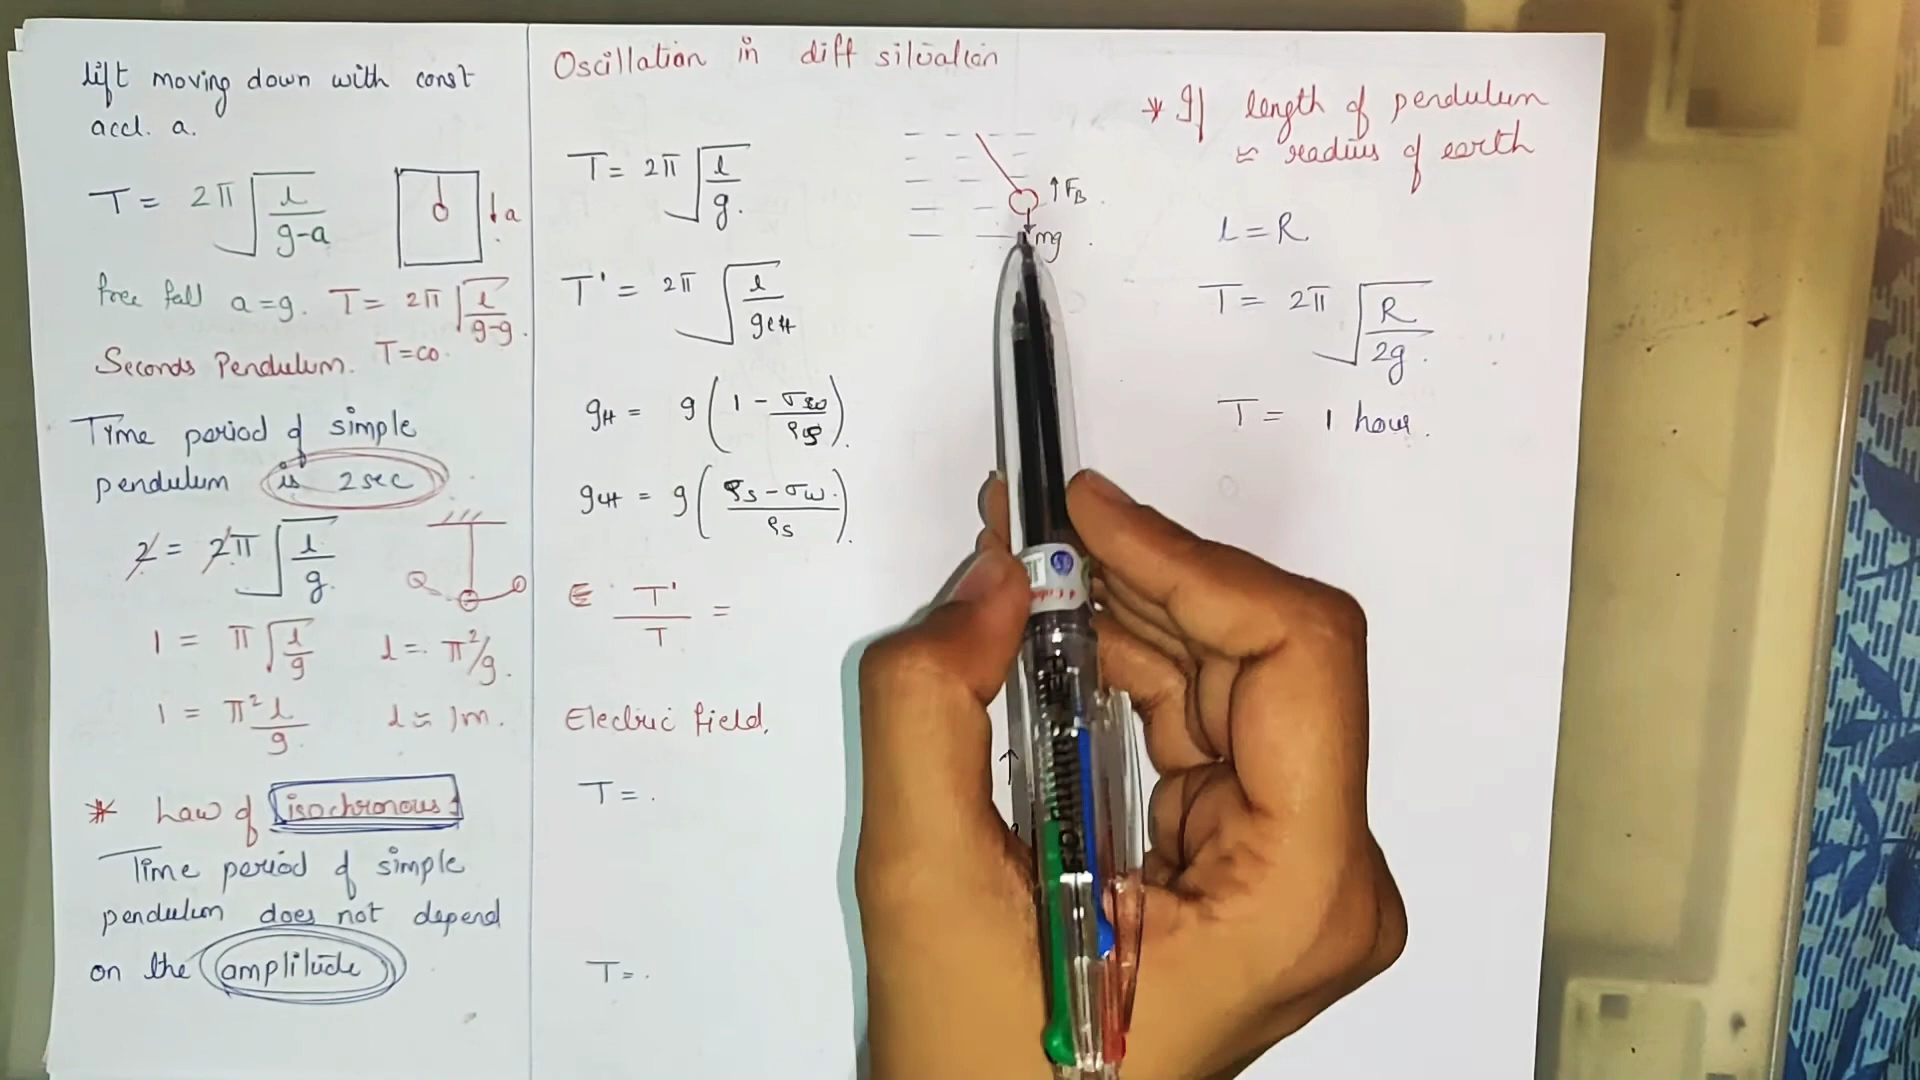 lift moving down with const
accl. a.
T = 2π √(l/(g-a))
↓a
free fall a=g. T = 2π √(l/(g-g)).
Seconds Pendulum. T=∞.
Time period of simple
pendulum is 2sec
2 = 2π √(l/g).
1 = π √(l/g) l = π²/g.
1 = π² l/g. l ≈ 1m.
* Law of isochronous
Time period of simple
pendulum does not depend
on the amplitude
Oscillation in diff situation
T = 2π √(l/g).
↑FB.
mg
T' = 2π √(l/geff)
geff = g (1 - σw/ρs).
geff = g (ρs - σw/ρs).
T'/T =
Electric field.
T = .
T = .
* If length of pendulum
≈ readius of earth
l = R
T = 2π √(R/2g).
T = 1 hour.